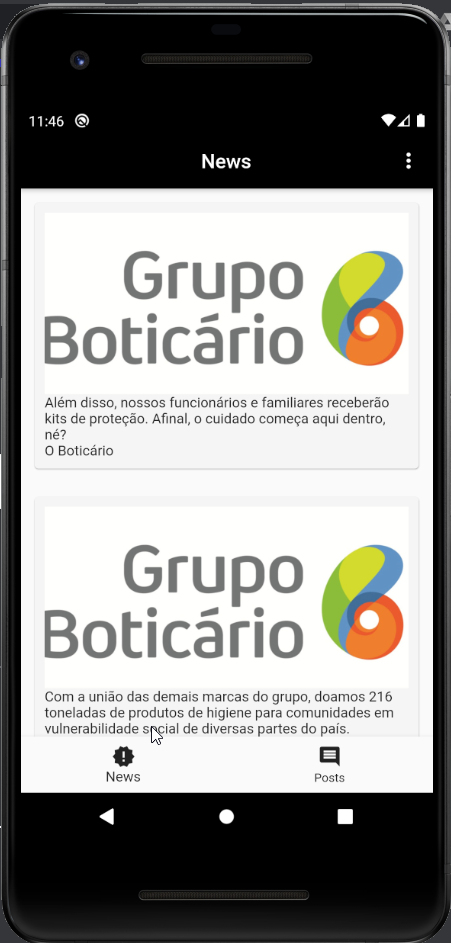 11:46
News
Grupo
Boticário
Além disso, nossos funcionários e familiares receberão
kits de proteção. Afinal, o cuidado começa aqui dentro,
né?
O Boticário
Grupo
Boticário
Com a união das demais marcas do grupo, doamos 216
toneladas de produtos de higiene para comunidades em
vulnerabilidade social de diversas partes do país.
News
Posts